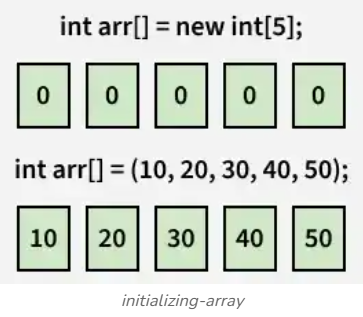 int arr[] = new int[5];
0 0 0 0 0
int arr[] = (10, 20, 30, 40, 50);
10 20 30 40 50
initializing-array